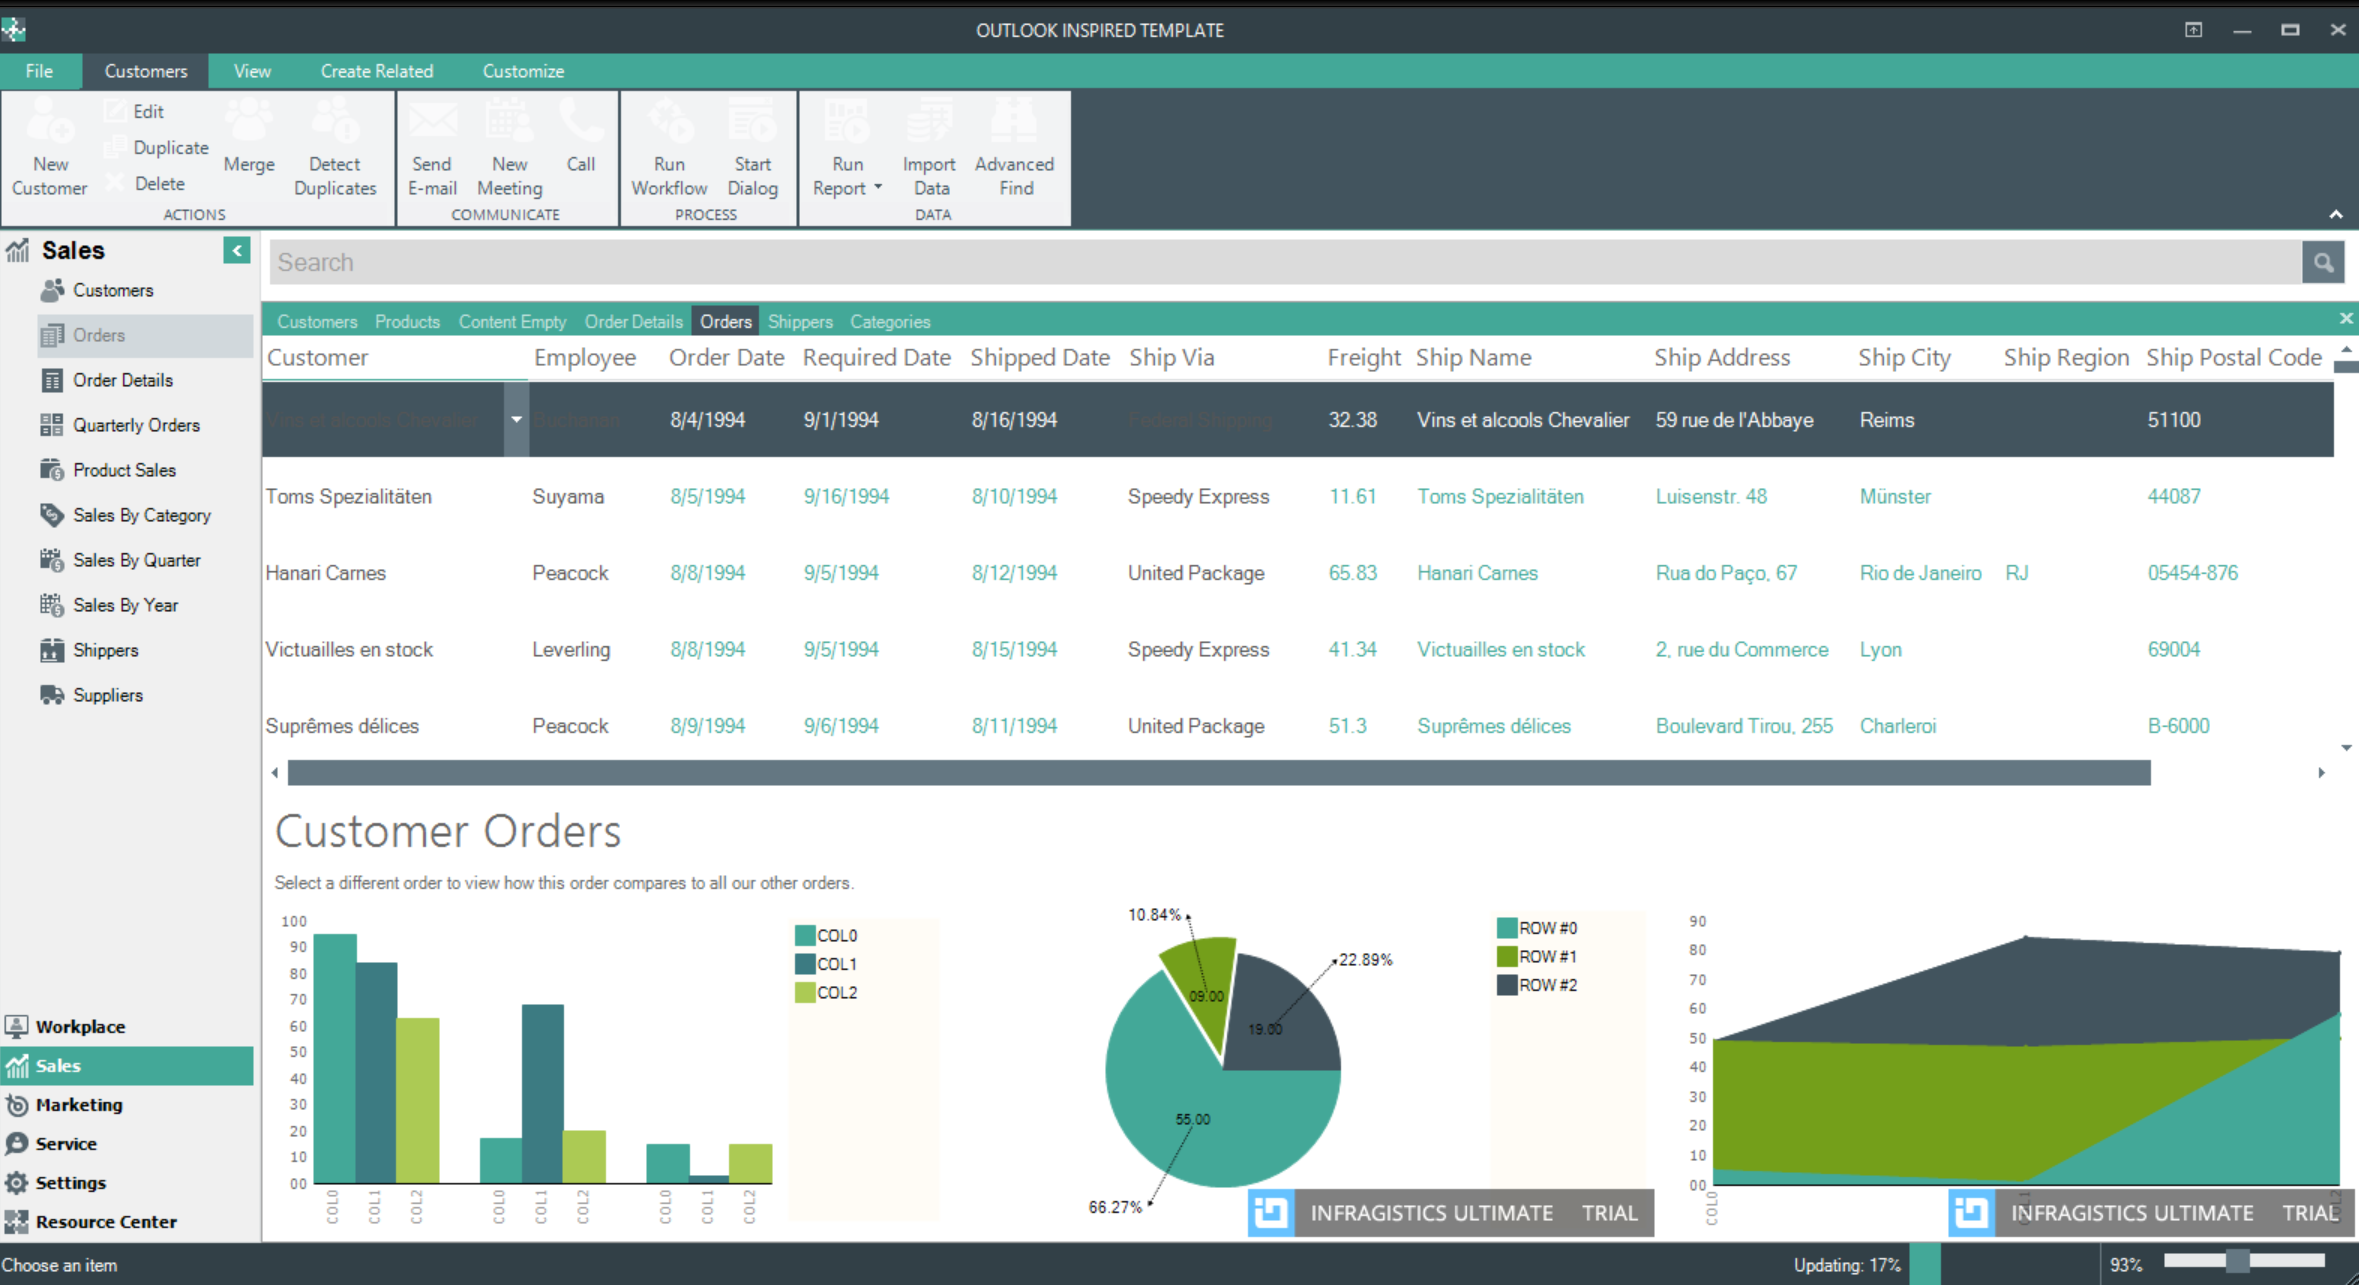 OUTLOOK INSPIRED TEMPLATE
File Customers View Create Related Customize
New Customer
Edit
Duplicate
Delete
Merge
Detect Duplicates
ACTIONS
Send E-mail
New Meeting
Call
COMMUNICATE
Run Workflow
Start Dialog
PROCESS
Run Report
Import Data
Advanced Find
DATA
Sales
Customers
Orders
Order Details
Quarterly Orders
Product Sales
Sales By Category
Sales By Quarter
Sales By Year
Shippers
Suppliers
Workplace
Sales
Marketing
Service
Settings
Resource Center
Search
Customers Products Content Empty Order Details Orders Shippers Categories
Customer Employee Order Date Required Date Shipped Date Ship Via Freight Ship Name Ship Address Ship City Ship Region Ship Postal Code
Vins et alcools Chevalier Buchanan 8/4/1994 9/1/1994 8/16/1994 Federal Shipping 32.38 Vins et alcools Chevalier 59 rue de l'Abbaye Reims 51100
Toms Spezialitäten Suyama 8/5/1994 9/16/1994 8/10/1994 Speedy Express 11.61 Toms Spezialitäten Luisenstr. 48 Münster 44087
Hanari Carnes Peacock 8/8/1994 9/5/1994 8/12/1994 United Package 65.83 Hanari Carnes Rua do Paço, 67 Rio de Janeiro RJ 05454-876
Victuailles en stock Leverling 8/8/1994 9/5/1994 8/15/1994 Speedy Express 41.34 Victuailles en stock 2, rue du Commerce Lyon 69004
Suprêmes délices Peacock 8/9/1994 9/6/1994 8/11/1994 United Package 51.3 Suprêmes délices Boulevard Tirou, 255 Charleroi B-6000
Customer Orders
Select a different order to view how this order compares to all our other orders.
100
90
80
70
60
50
40
30
20
10
00
COL0 COL1 COL2 COL0 COL1 COL2 COL0 COL1 COL2
COL0
COL1
COL2
10.84%
22.89%
09.00
19.00
55.00
66.27%
ROW #0
ROW #1
ROW #2
INFRAGISTICS ULTIMATE TRIAL
90
80
70
60
50
40
30
20
10
00
COL0 COL1 COL2
INFRAGISTICS ULTIMATE TRIAL
Choose an item
Updating: 17%
93%